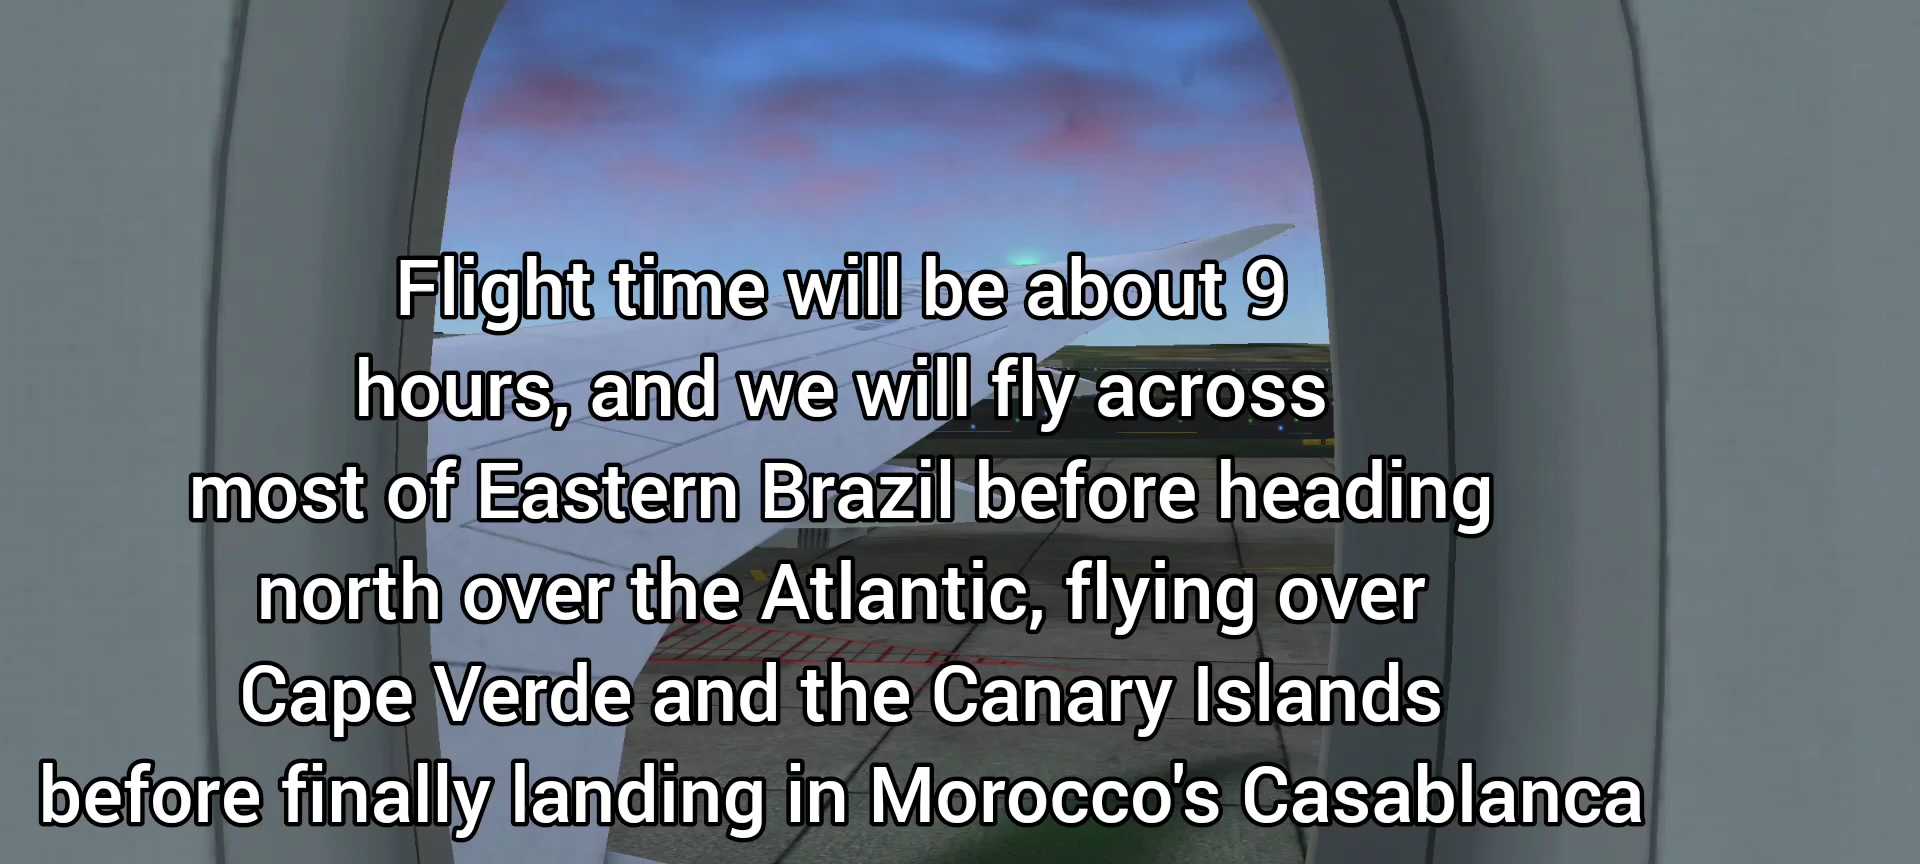 Flight time will be about 9
hours, and we will fly across
most of Eastern Brazil before heading
north over the Atlantic, flying over
Cape Verde and the Canary Islands
before finally landing in Morocco's Casablanca